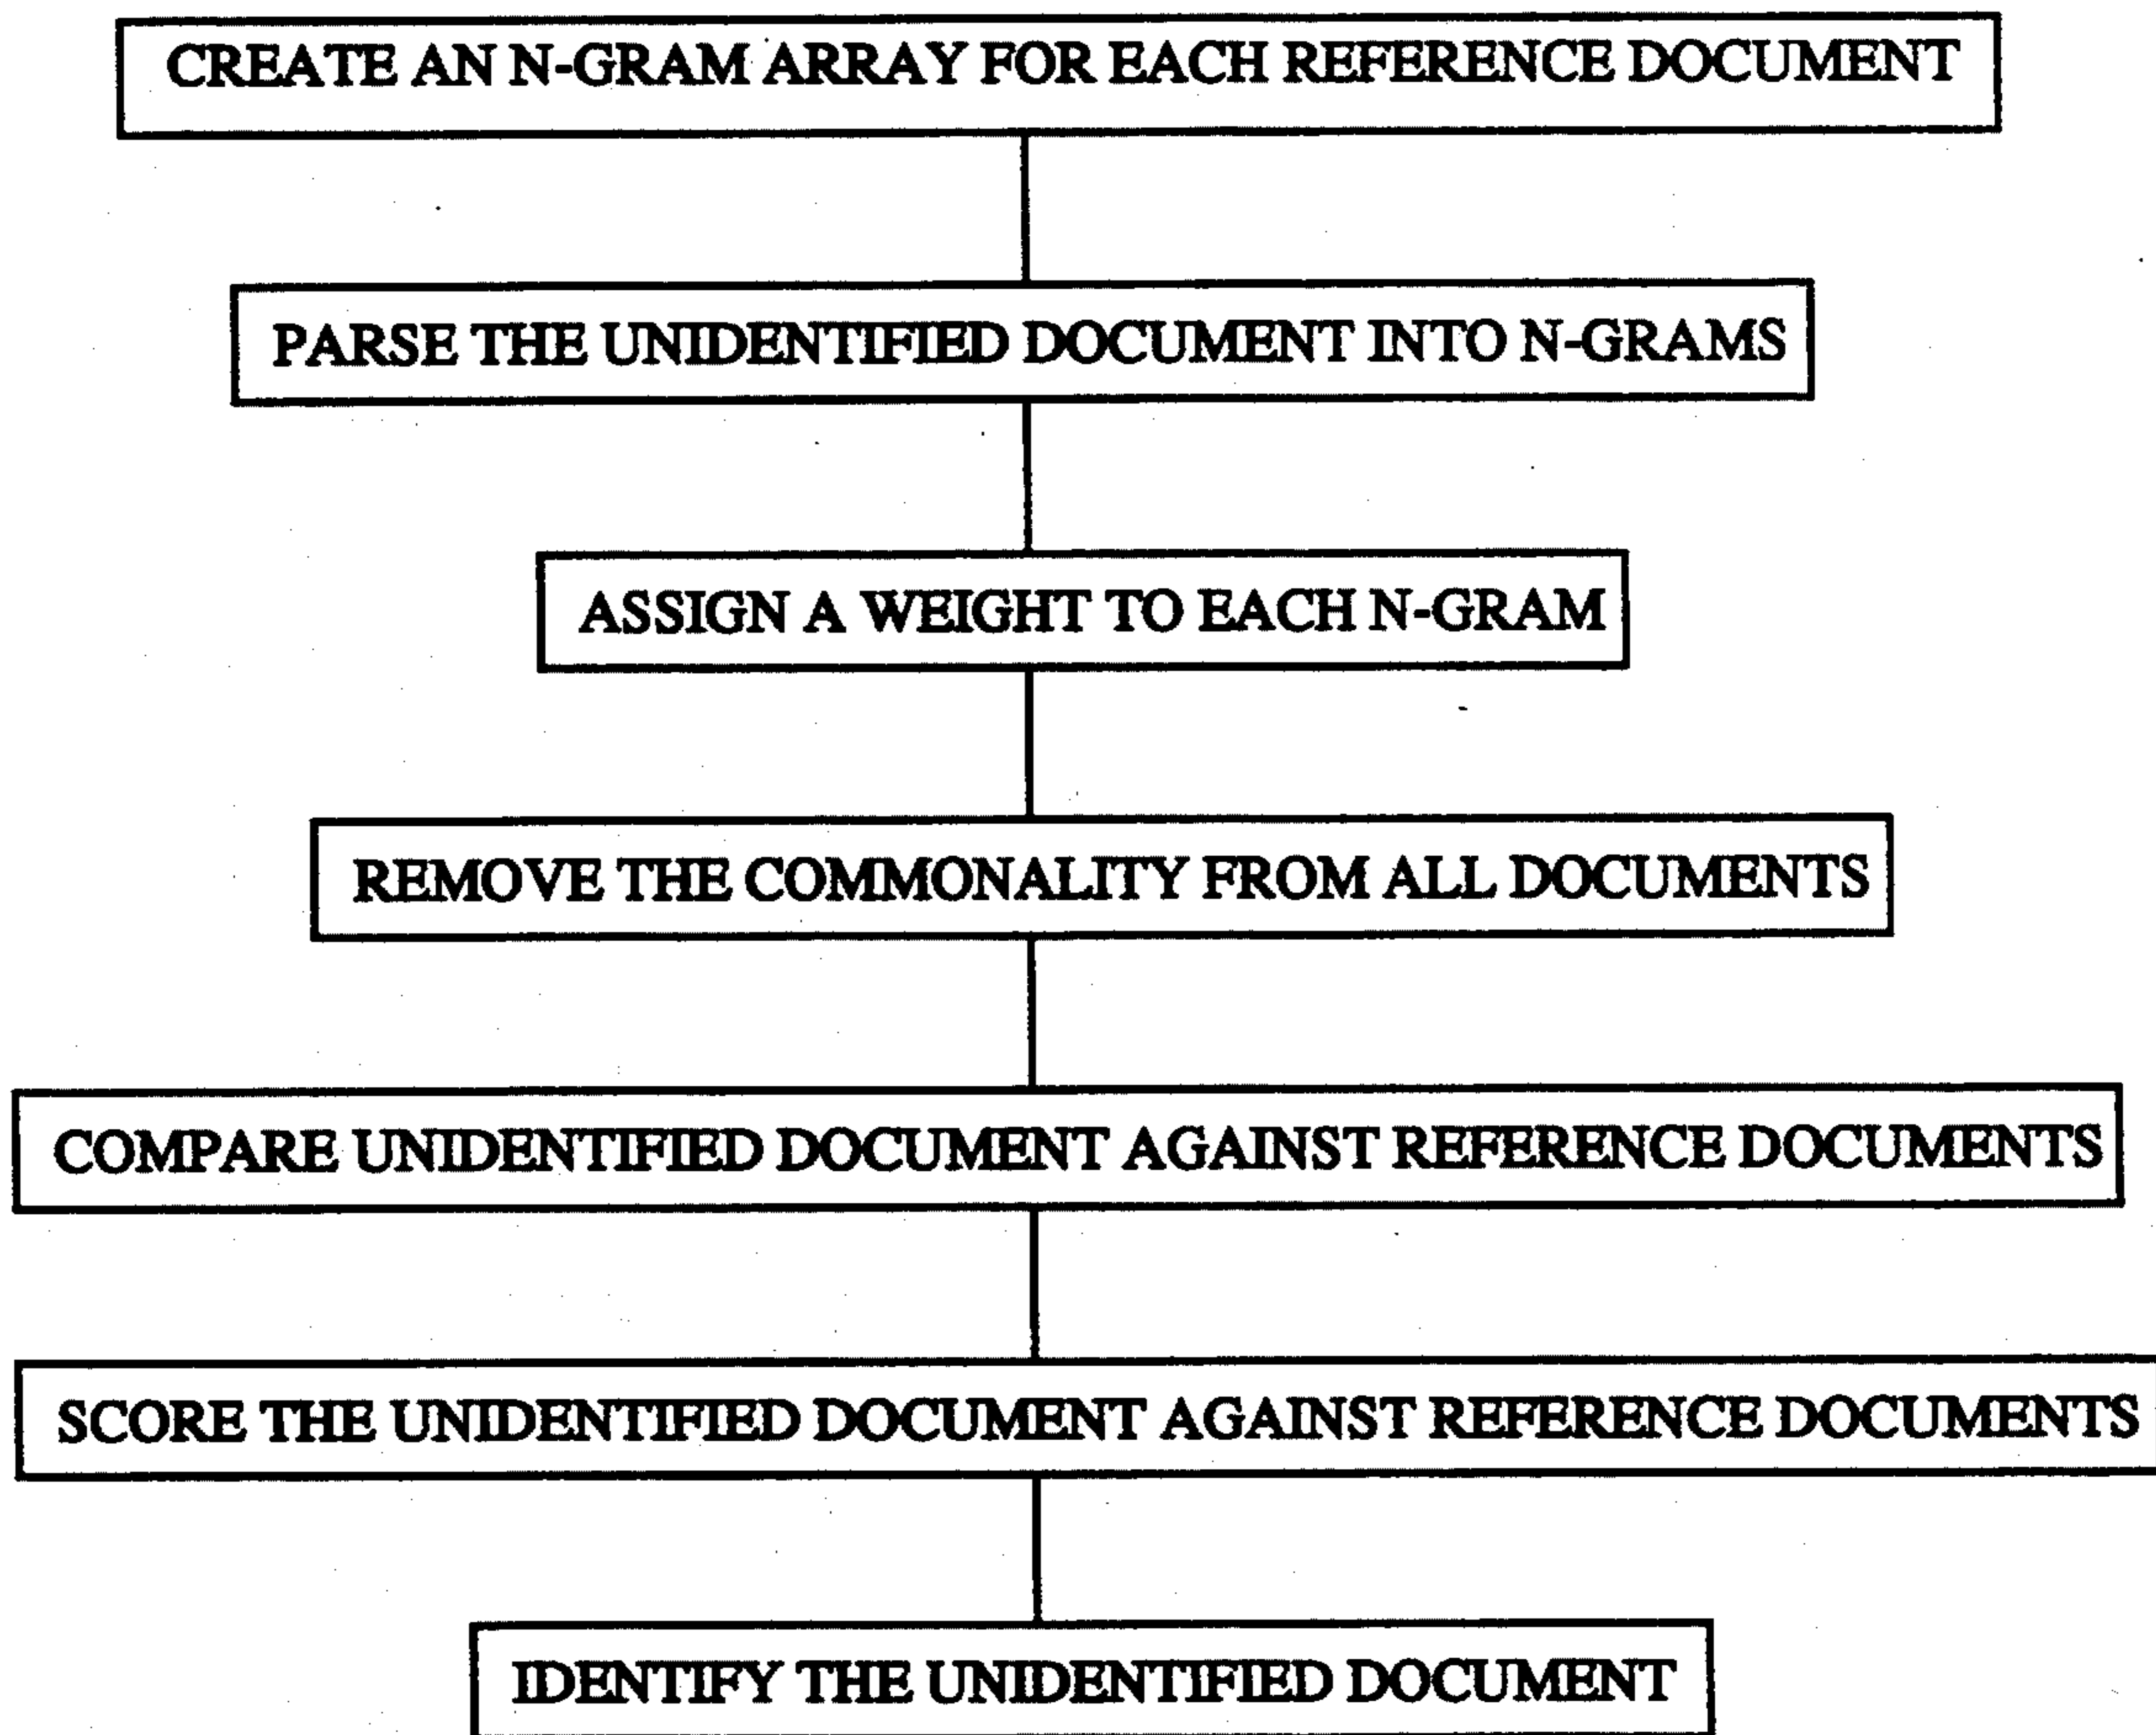 CREATE AN N-GRAM ARRAY FOR EACH REFERENCE DOCUMENT
PARSE THE UNIDENTIFIED DOCUMENT INTO N-GRAMS
ASSIGN A WEIGHT TO EACH N-GRAM
REMOVE THE COMMONALITY FROM ALL DOCUMENTS
COMPARE UNIDENTIFIED DOCUMENT AGAINST REFERENCE DOCUMENTS
SCORE THE UNIDENTIFIED DOCUMENT AGAINST REFERENCE DOCUMENTS
IDENTIFY THE UNIDENTIFIED DOCUMENT